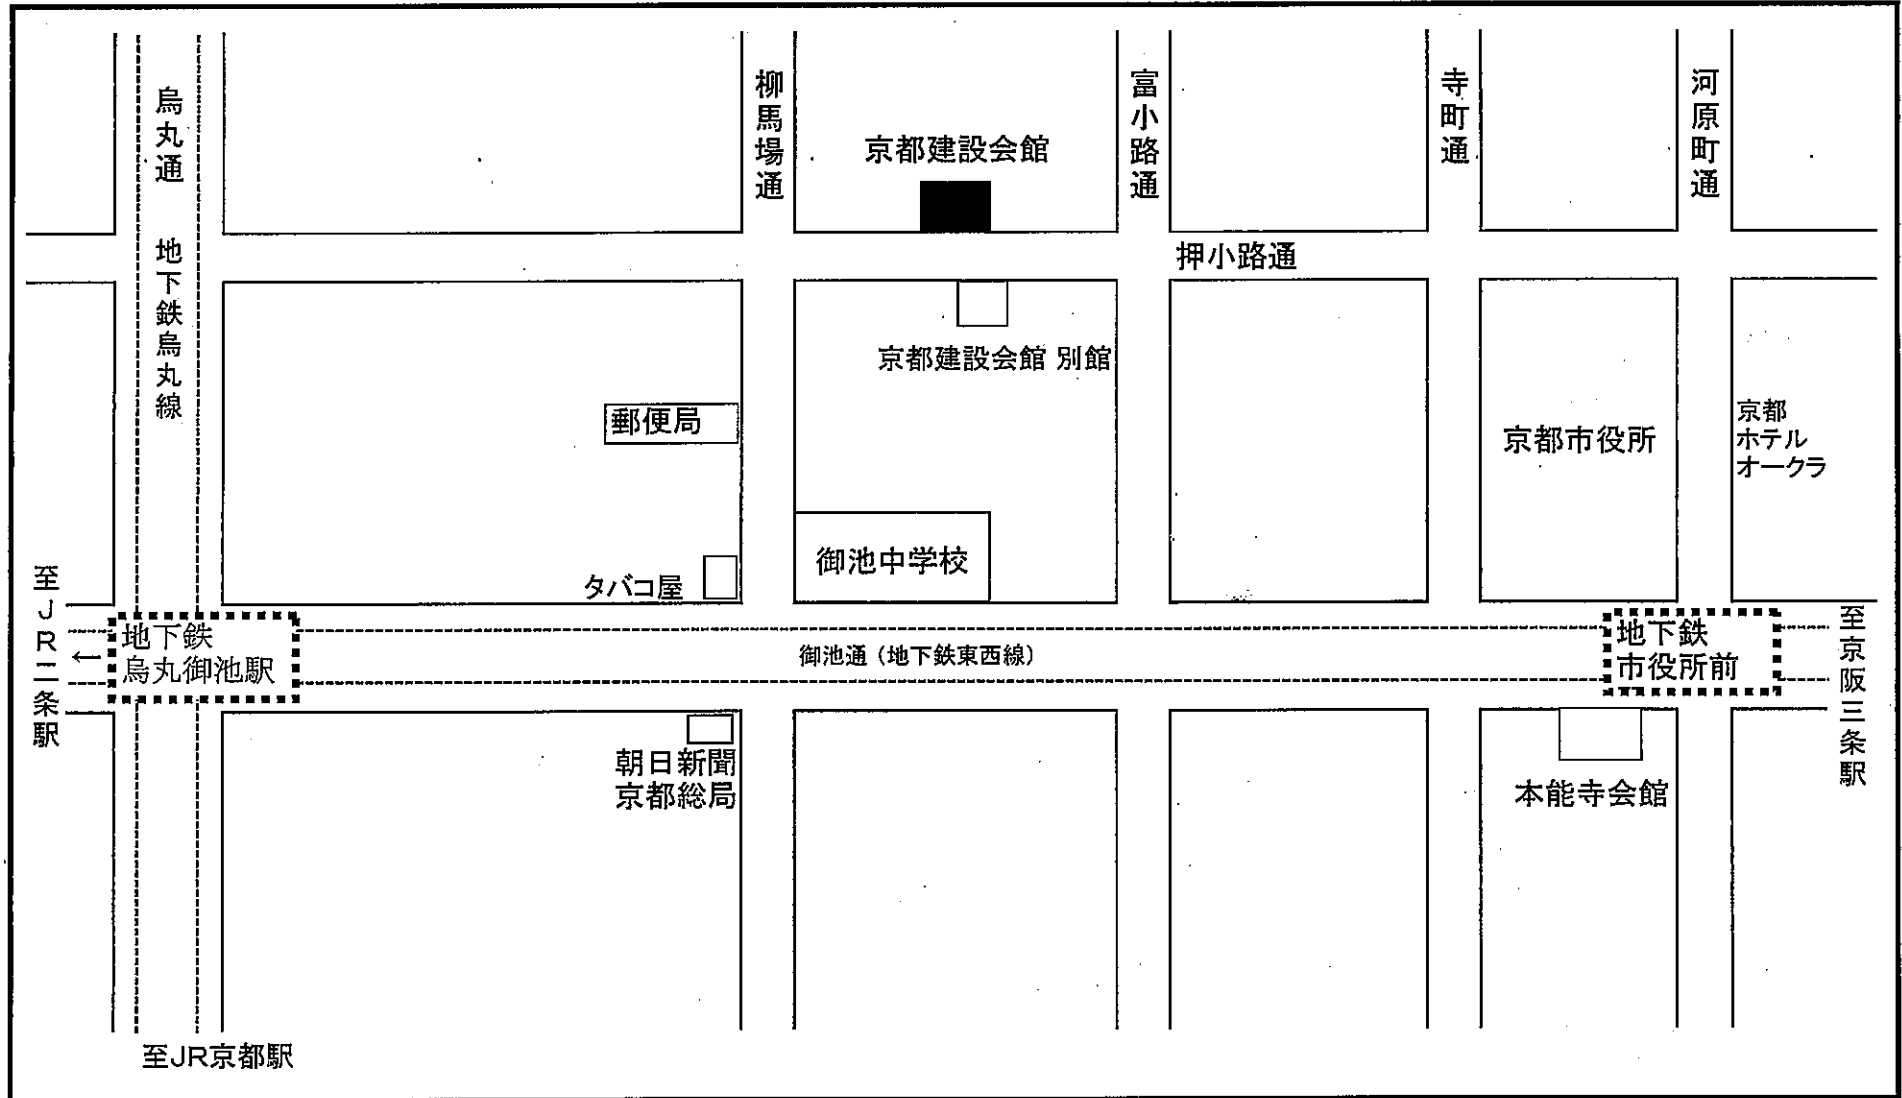 烏丸通
地下鉄烏丸線
柳馬場通
京都建設会館
富小路通
寺町通
河原町通
押小路通
京都建設会館 別館
郵便局
京都市役所
京都
ホテル
オークラ
御池中学校
タバコ屋
至JR二条駅
←
地下鉄
烏丸御池駅
御池通(地下鉄東西線)
地下鉄
市役所前
至京阪三条駅
朝日新聞
京都総局
本能寺会館
至JR京都駅